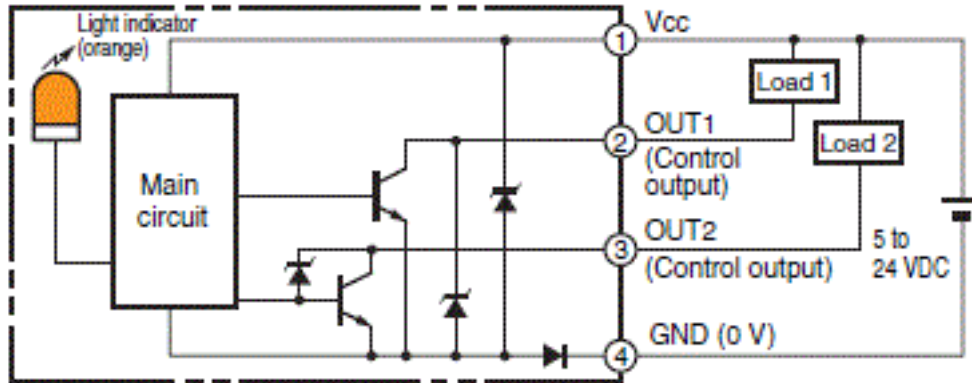 Light indicator
(orange)
Main
circuit
1
Vcc
2
OUT1
(Control
output)
3
OUT2
(Control output)
4
GND (0 V)
Load 1
Load 2
5 to
24 VDC